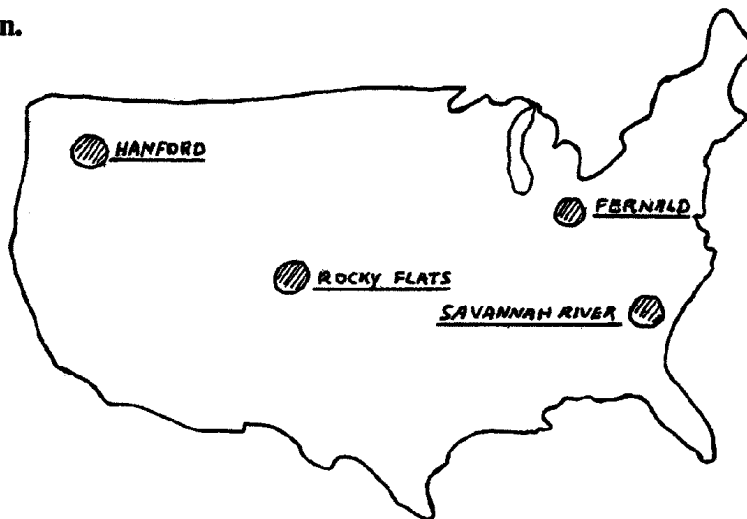 n.
HANFORD
FERNALD
ROCKY FLATS
SAVANNAH RIVER